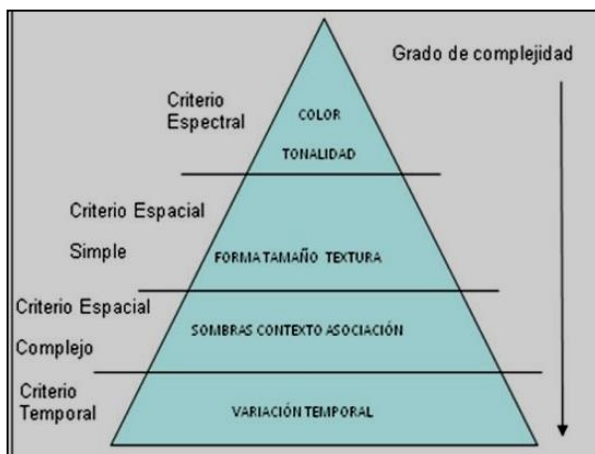 Grado de complejidad
Criterio
Espectral
COLOR
TONALIDAD
Criterio Espacial
Simple
FORMA TAMAÑO TEXTURA
Criterio Espacial
Complejo
SOMBRAS CONTEXTO ASOCIACIÓN
Criterio
Temporal
VARIACIÓN TEMPORAL